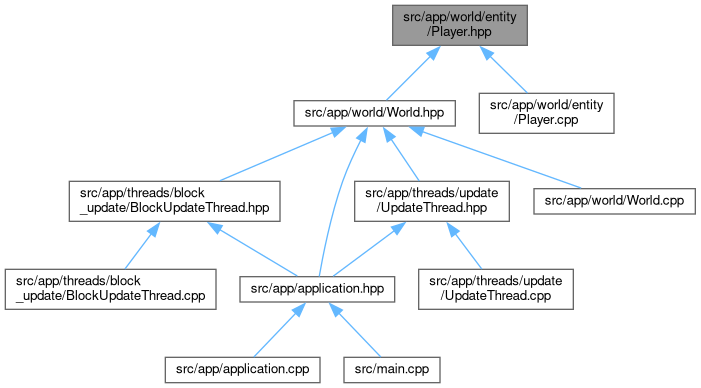 src/app/world/entity
/Player.hpp
src/app/world/World.hpp
src/app/world/entity
/Player.cpp
src/app/threads/block
_update/BlockUpdateThread.hpp
src/app/threads/update
/UpdateThread.hpp
src/app/world/World.cpp
src/app/threads/block
_update/BlockUpdateThread.cpp
src/app/application.hpp
src/app/threads/update
/UpdateThread.cpp
src/app/application.cpp
src/main.cpp